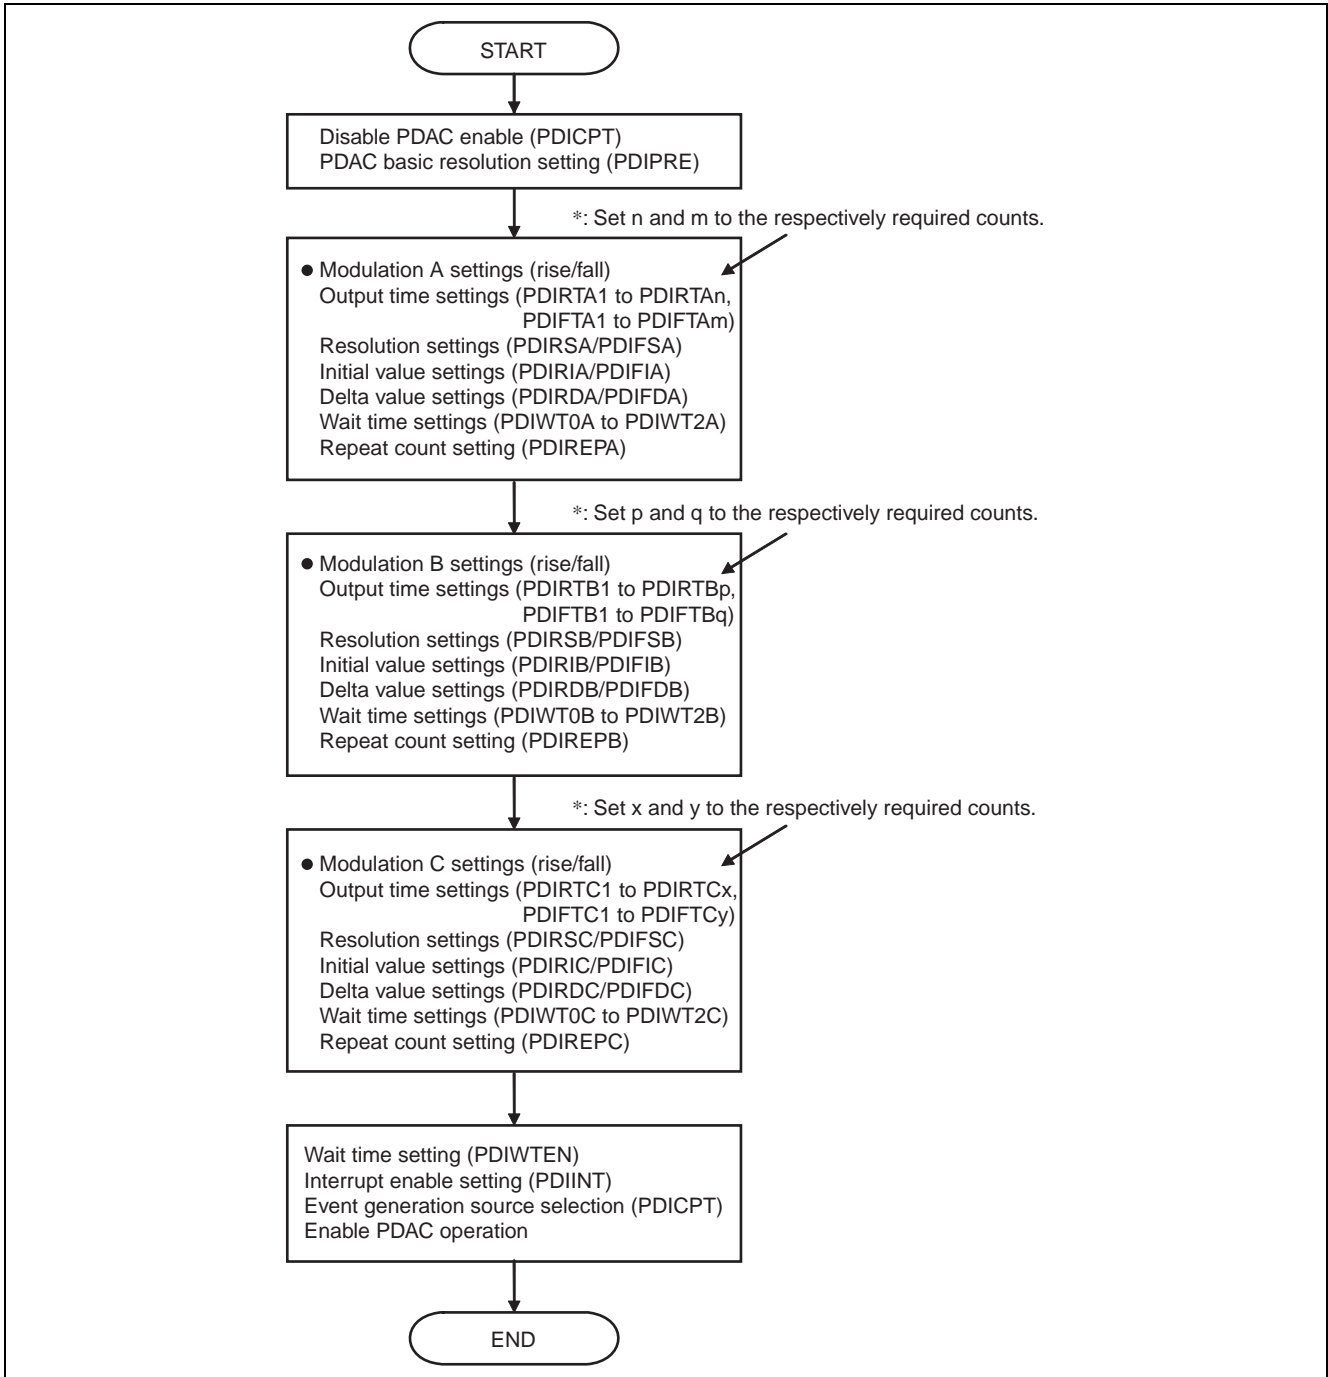 START
Disable PDAC enable (PDICPT)
PDAC basic resolution setting (PDIPRE)
*: Set n and m to the respectively required counts.
● Modulation A settings (rise/fall)
Output time settings (PDIRTA1 to PDIRTAn,
PDIFTA1 to PDIFTAm)
Resolution settings (PDIRSA/PDIFSA)
Initial value settings (PDIRIA/PDIFIA)
Delta value settings (PDIRDA/PDIFDA)
Wait time settings (PDIWT0A to PDIWT2A)
Repeat count setting (PDIREPA)
*: Set p and q to the respectively required counts.
● Modulation B settings (rise/fall)
Output time settings (PDIRTB1 to PDIRTBp,
PDIFTB1 to PDIFTBq)
Resolution settings (PDIRSB/PDIFSB)
Initial value settings (PDIRIB/PDIFIB)
Delta value settings (PDIRDB/PDIFDB)
Wait time settings (PDIWT0B to PDIWT2B)
Repeat count setting (PDIREPB)
*: Set x and y to the respectively required counts.
● Modulation C settings (rise/fall)
Output time settings (PDIRTC1 to PDIRTCx,
PDIFTC1 to PDIFTCy)
Resolution settings (PDIRSC/PDIFSC)
Initial value settings (PDIRIC/PDIFIC)
Delta value settings (PDIRDC/PDIFDC)
Wait time settings (PDIWT0C to PDIWT2C)
Repeat count setting (PDIREPC)
Wait time setting (PDIWTEN)
Interrupt enable setting (PDIINT)
Event generation source selection (PDICPT)
Enable PDAC operation
END